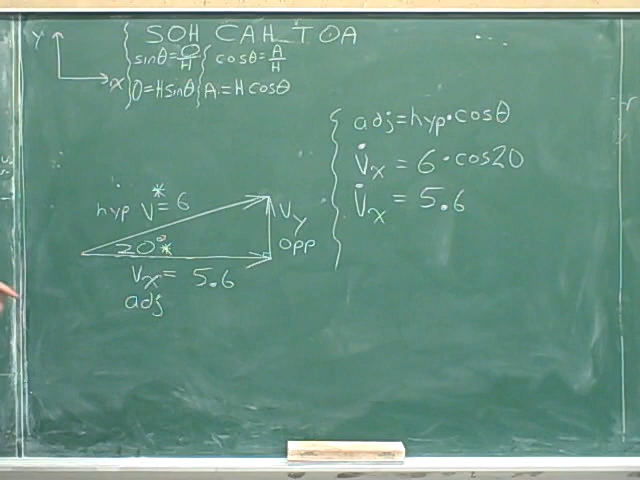 SOH CAH TOA
Y
X
sinθ = O/H
cosθ = A/H
O = H sinθ
A = H cosθ
adj = hyp • cosθ
Vx = 6 • cos20
Vx = 5.6
hyp V = 6
Vy
opp
20°
Vx = 5.6
adj